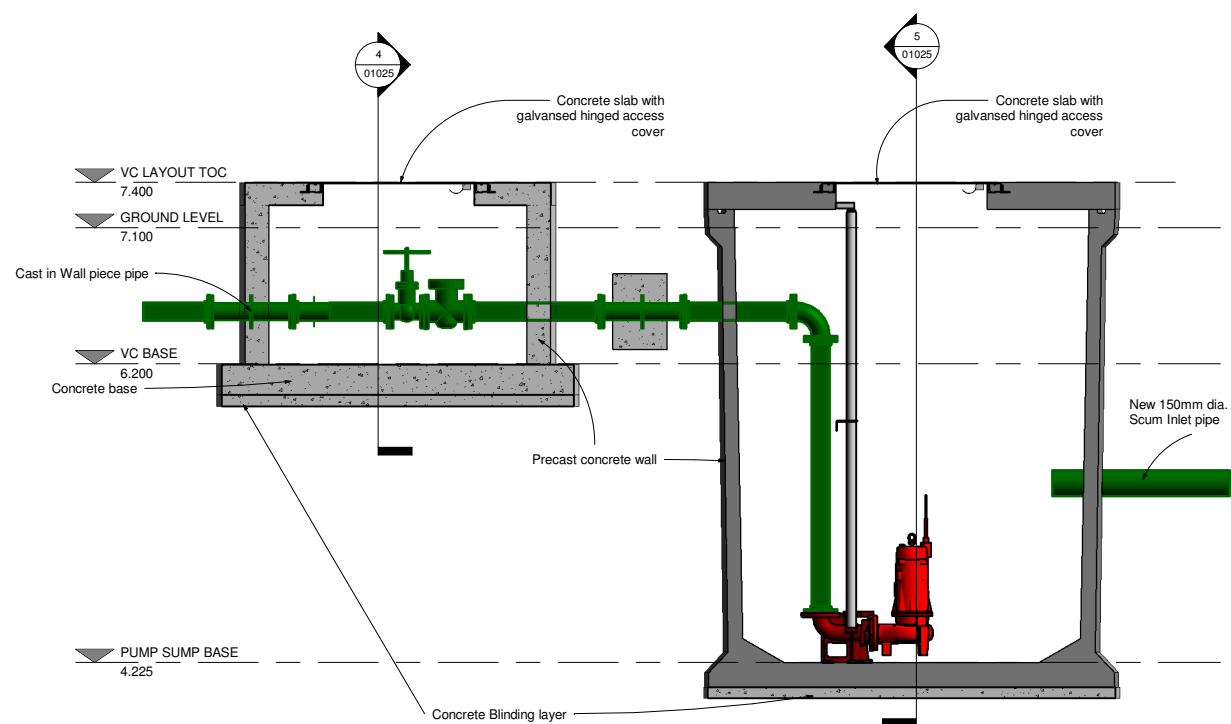 5
01025
4
01025
Concrete slab with
galvansed hinged access
cover
Concrete slab with
galvansed hinged access
cover
VC LAYOUT TOC
7.400
GROUND LEVEL
7.100
Cast in Wall piece pipe
VC BASE
6.200
Concrete base
New 150mm dia.
Scum Inlet pipe
Precast concrete wall
PUMP SUMP BASE
4.225
Concrete Blinding layer